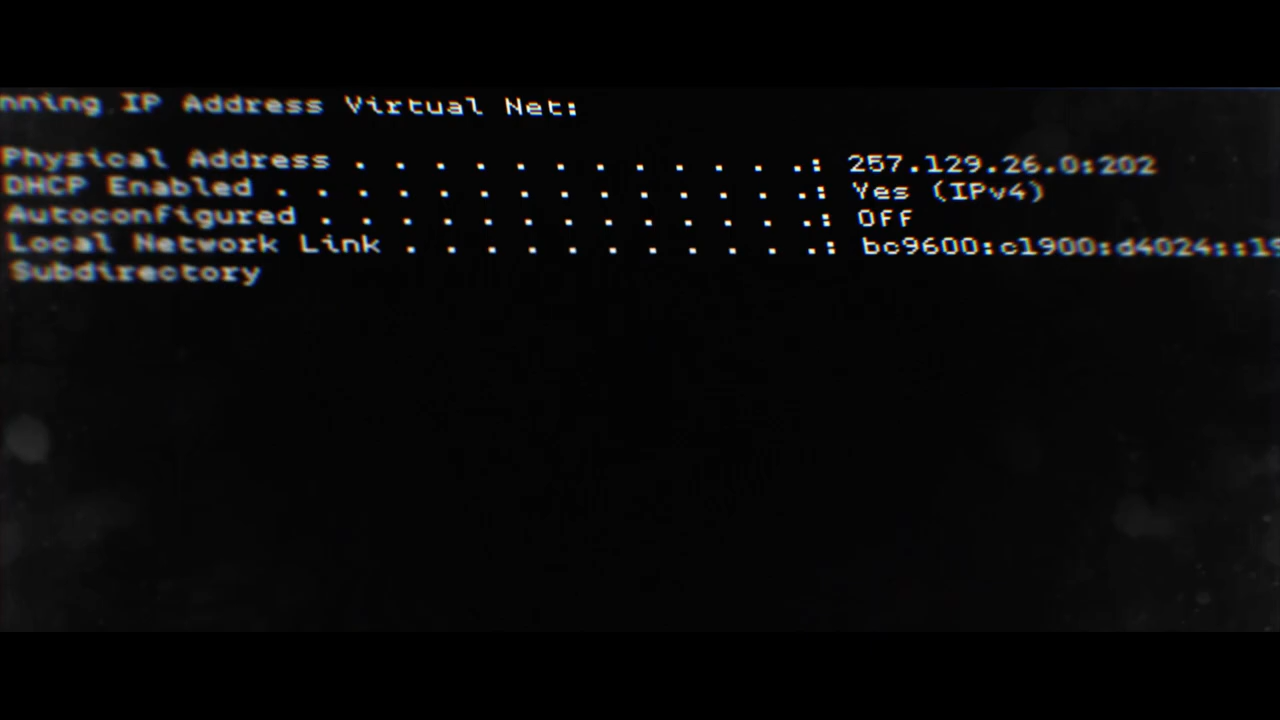 nning IP Address Virtual Net:
Physical Address . . . . . . . . . . . .: 257.129.26.0:202
DHCP Enabled . . . . . . . . . . . . . .: Yes (IPv4)
Autoconfigured . . . . . . . . . . . . .: Off
Local Network Link . . . . . . . . . . .: bc9600:c1900:d4024::19
Subdirectory